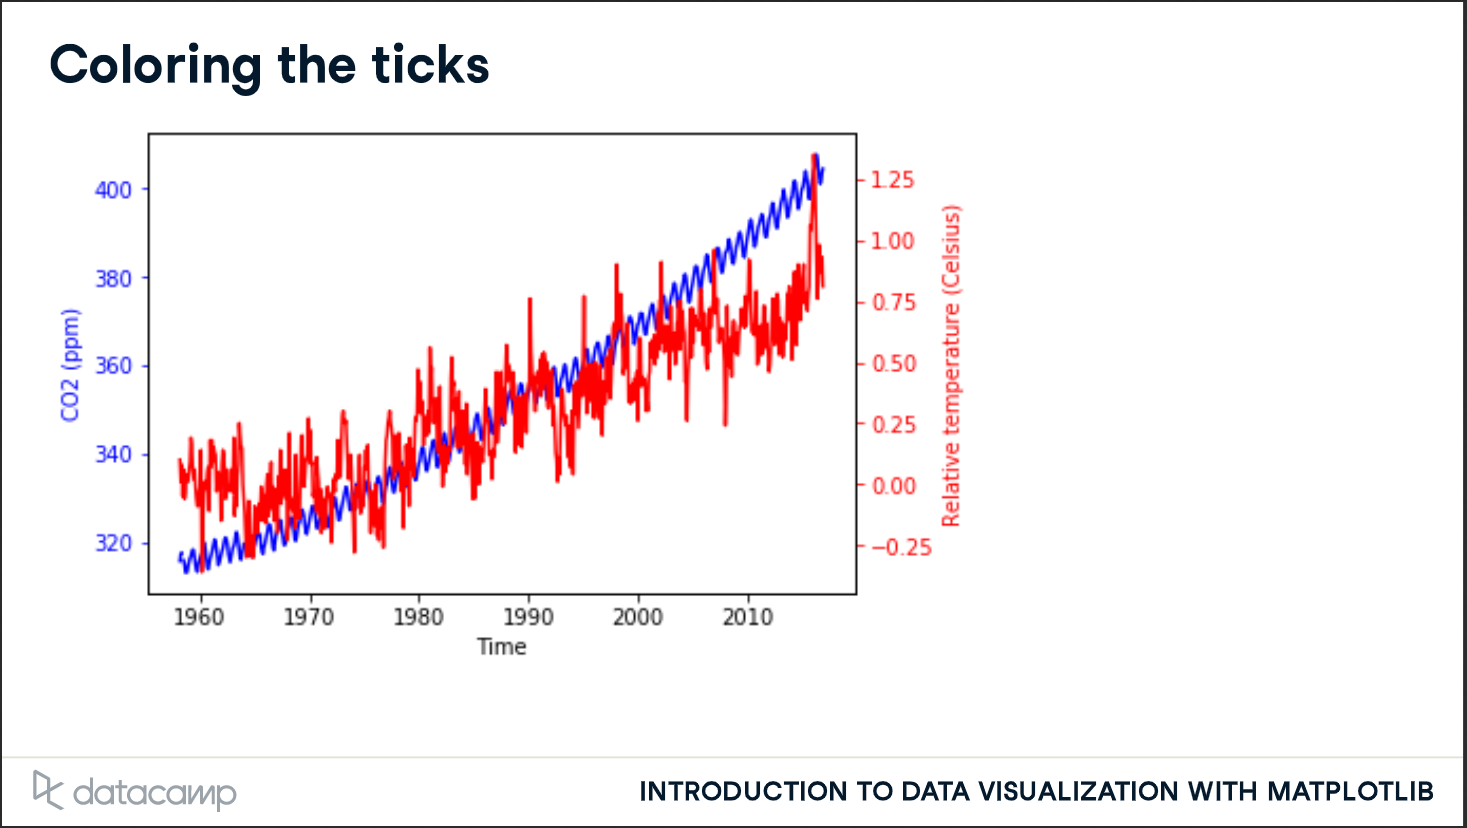 Coloring the ticks
400
380
360
340
320
CO2 (ppm)
1.25
1.00
0.75
0.50
0.25
0.00
−0.25
Relative temperature (Celsius)
1960 1970 1980 1990 2000 2010
Time
datacamp
INTRODUCTION TO DATA VISUALIZATION WITH MATPLOTLIB